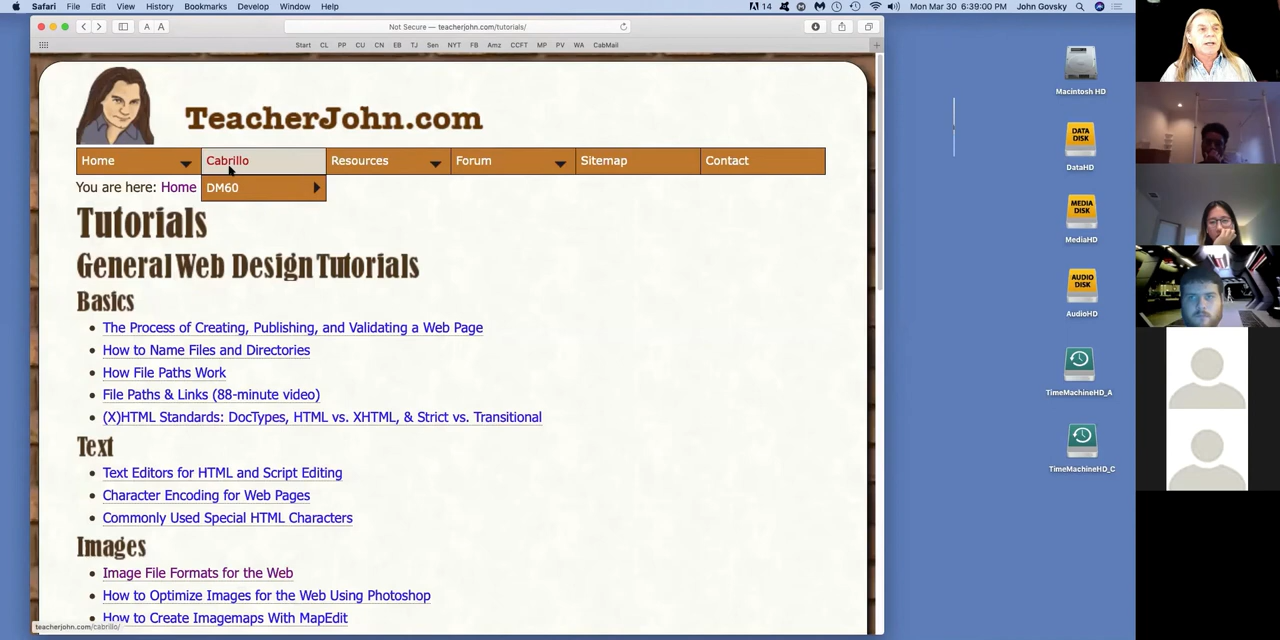 Safari File Edit View History Bookmarks Develop Window Help 14 Mon Mar 30 6:39:00 PM John Govsky
Not Secure — teacherjohn.com/tutorials/
A A
Start CL PP CU CN EB TJ Sen NYT FB Amz CCFT MP PV WA CabMail
TeacherJohn.com
Home Cabrillo Resources Forum Sitemap Contact
You are here: Home
DM60
Tutorials
General Web Design Tutorials
Basics
The Process of Creating, Publishing, and Validating a Web Page
How to Name Files and Directories
How File Paths Work
File Paths & Links (88-minute video)
(X)HTML Standards: DocTypes, HTML vs. XHTML, & Strict vs. Transitional
Text
Text Editors for HTML and Script Editing
Character Encoding for Web Pages
Commonly Used Special HTML Characters
Images
Image File Formats for the Web
How to Optimize Images for the Web Using Photoshop
How to Create Imagemaps With MapEdit
teacherjohn.com/cabrillo/
Macintosh HD
DATA
DISK
DataHD
MEDIA
DISK
MediaHD
AUDIO
DISK
AudioHD
TimeMachineHD_A
TimeMachineHD_C